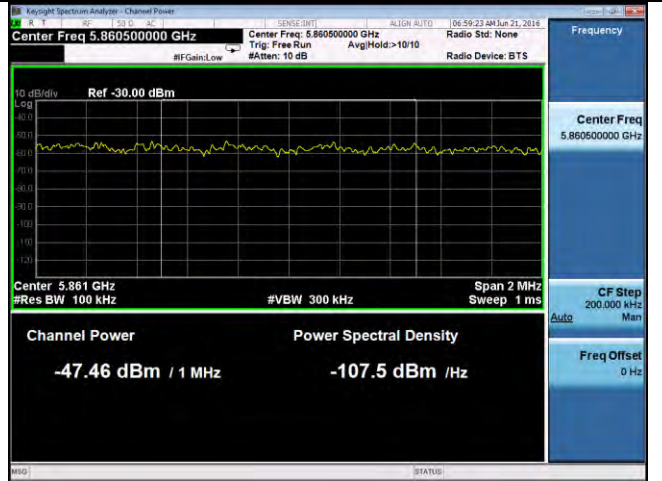 Keysight Spectrum Analyzer - Channel Power
R T RF 50 Ω AC SENSE:INT ALIGN AUTO 06:59:23 AM Jun 21, 2016
Center Freq 5.860500000 GHz
Center Freq: 5.860500000 GHz
Radio Std: None
Trig: Free Run Avg|Hold:>10/10
#IFGain:Low
#Atten: 10 dB
Radio Device: BTS
Frequency
10 dB/div Ref -30.00 dBm
Log
-40.0
-50.0
-60.0
-70.0
-80.0
-90.0
-100
-110
-120
Center 5.861 GHz
Span 2 MHz
#Res BW 100 kHz
#VBW 300 kHz
Sweep 1 ms
Channel Power
Power Spectral Density
-47.46 dBm / 1 MHz
-107.5 dBm /Hz
Center Freq
5.860500000 GHz
CF Step
200.000 kHz
Auto Man
Freq Offset
0 Hz
MSG
STATUS